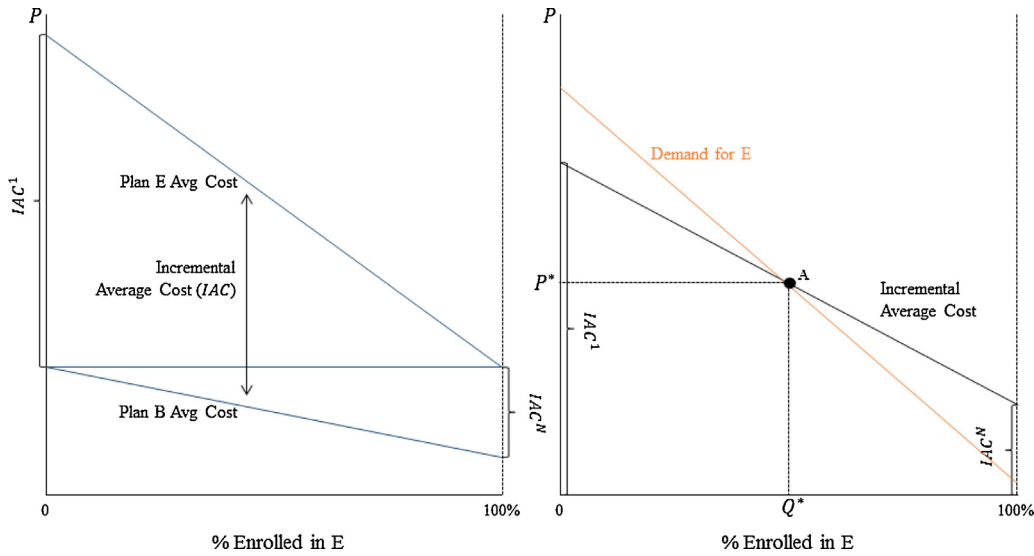 P
IAC¹
Plan E Avg Cost
Incremental
Average Cost (IAC)
Plan B Avg Cost
IACᴺ
0
100%
% Enrolled in E
P
Demand for E
A
P*
Incremental
Average Cost
IAC¹
IACᴺ
0
Q*
100%
% Enrolled in E